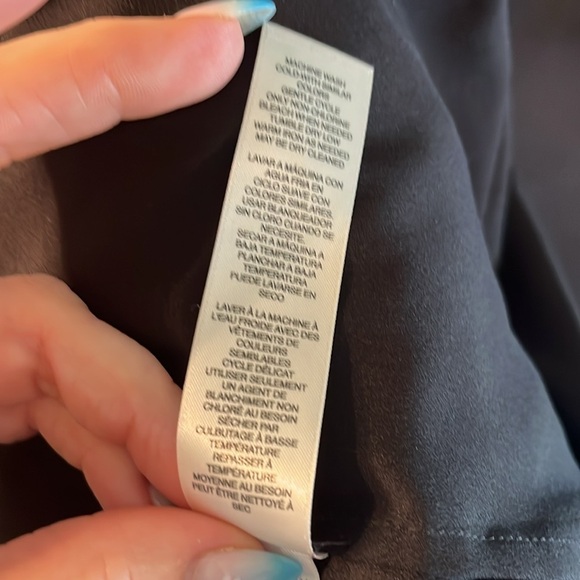 MACHINE WASH
COLD WITH SIMILAR
COLORS
GENTLE CYCLE
ONLY NON-CHLORINE
BLEACH WHEN NEEDED
TUMBLE DRY LOW
WARM IRON AS NEEDED
MAY BE DRY CLEANED
LAVAR A MÁQUINA CON
AGUA FRIA EN
CICLO SUAVE CON
COLORES SIMILARES.
USAR BLANQUEADOR
SIN CLORO CUANDO SE
NECESITE.
SECAR A MÁQUINA A
BAJA TEMPERATURA
PLANCHAR A BAJA
TEMPERATURA
PUEDE LAVARSE EN
SECO
LAVER À LA MACHINE À
L'EAU FROIDE AVEC DES
VÊTEMENTS DE
COULEURS
SEMBLABLES
CYCLE DÉLICAT
UTILISER SEULEMENT
UN AGENT DE
BLANCHIMENT NON
CHLORÉ AU BESOIN
SÉCHER PAR
CULBUTAGE À BASSE
TEMPÉRATURE
REPASSER À
TEMPÉRATURE
MOYENNE AU BESOIN
PEUT ÊTRE NETTOYÉ À
SEC